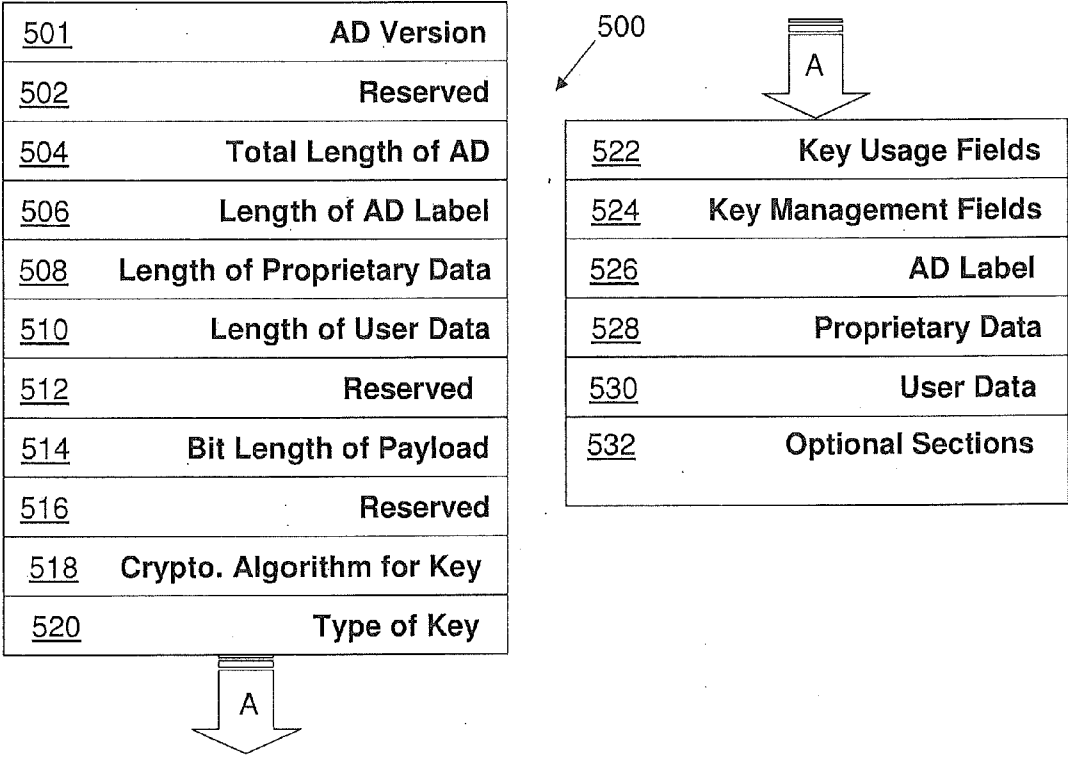 501 AD Version
502 Reserved
504 Total Length of AD
506 Length of AD Label
508 Length of Proprietary Data
510 Length of User Data
512 Reserved
514 Bit Length of Payload
516 Reserved
518 Crypto. Algorithm for Key
520 Type of Key
A
500
A
522 Key Usage Fields
524 Key Management Fields
526 AD Label
528 Proprietary Data
530 User Data
532 Optional Sections